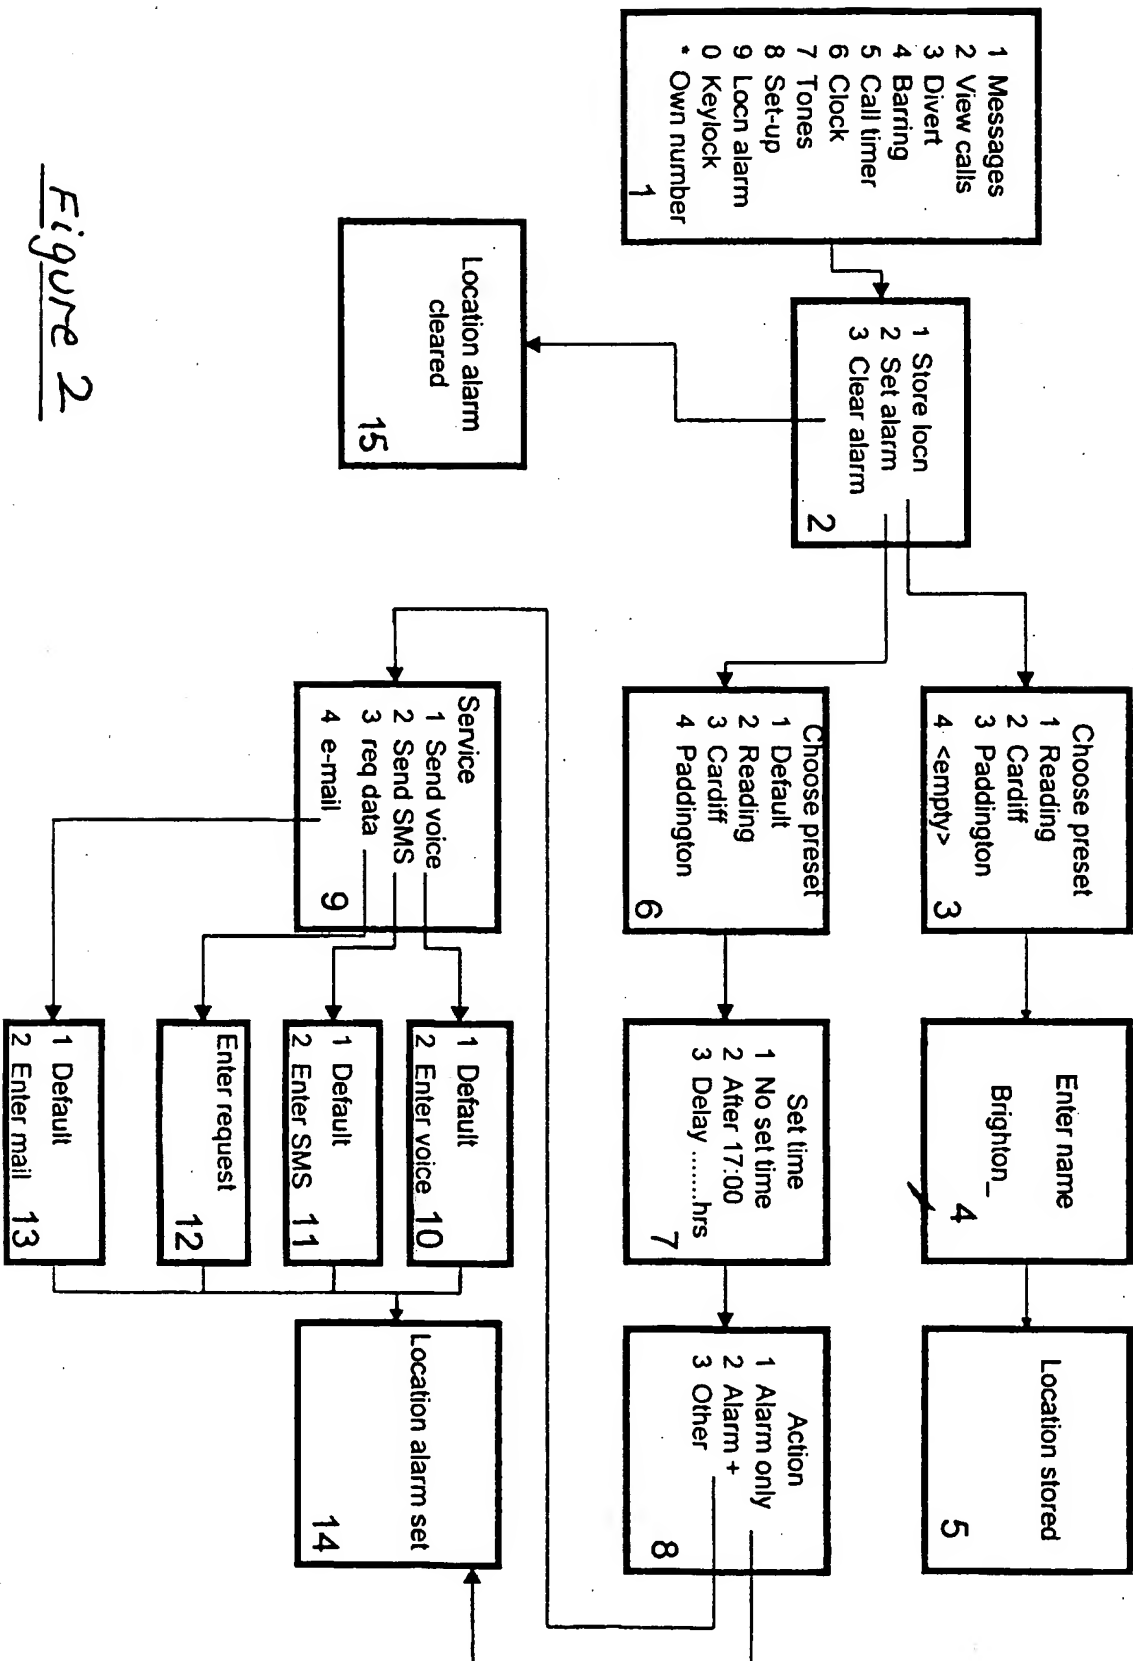 1 Messages
2 View calls
3 Divert
4 Barring
5 Call timer
6 Clock
7 Tones
8 Set-up
9 Locn alarm
0 Keylock
* Own number
1
1 Store locn
2 Set alarm
3 Clear alarm
2
Choose preset
1 Reading
2 Cardiff
3 Paddington
4 <empty>
3
Enter name
Brighton_
4
Location stored
5
Choose preset
1 Default
2 Reading
3 Cardiff
4 Paddington
6
Set time
1 No set time
2 After 17:00
3 Delay .......hrs
7
Action
1 Alarm only
2 Alarm +
3 Other
8
Location alarm
cleared
15
Service
1 Send voice
2 Send SMS
3 req data
4 e-mail
9
1 Default
2 Enter voice
10
1 Default
2 Enter SMS
11
Enter request
12
1 Default
2 Enter mail
13
Location alarm set
14
Figure 2